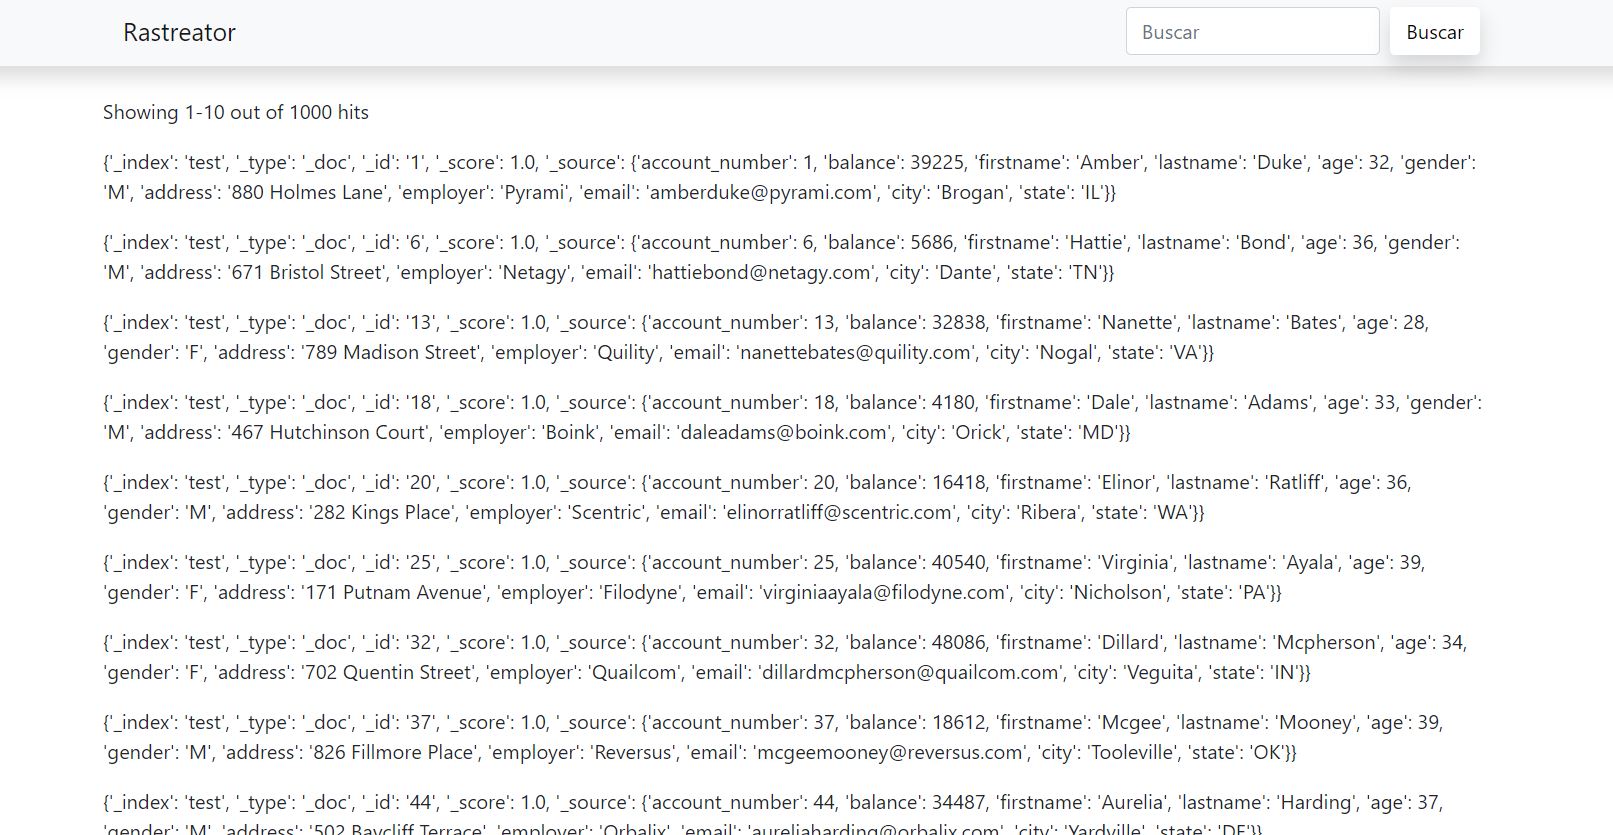 Rastreator
Buscar
Buscar
Showing 1-10 out of 1000 hits
{'_index': 'test', '_type': '_doc', '_id': '1', '_score': 1.0, '_source': {'account_number': 1, 'balance': 39225, 'firstname': 'Amber', 'lastname': 'Duke', 'age': 32, 'gender':
'M', 'address': '880 Holmes Lane', 'employer': 'Pyrami', 'email': 'amberduke@pyrami.com', 'city': 'Brogan', 'state': 'IL'}}
{'_index': 'test', '_type': '_doc', '_id': '6', '_score': 1.0, '_source': {'account_number': 6, 'balance': 5686, 'firstname': 'Hattie', 'lastname': 'Bond', 'age': 36, 'gender':
'M', 'address': '671 Bristol Street', 'employer': 'Netagy', 'email': 'hattiebond@netagy.com', 'city': 'Dante', 'state': 'TN'}}
{'_index': 'test', '_type': '_doc', '_id': '13', '_score': 1.0, '_source': {'account_number': 13, 'balance': 32838, 'firstname': 'Nanette', 'lastname': 'Bates', 'age': 28,
'gender': 'F', 'address': '789 Madison Street', 'employer': 'Quility', 'email': 'nanettebates@quility.com', 'city': 'Nogal', 'state': 'VA'}}
{'_index': 'test', '_type': '_doc', '_id': '18', '_score': 1.0, '_source': {'account_number': 18, 'balance': 4180, 'firstname': 'Dale', 'lastname': 'Adams', 'age': 33, 'gender':
'M', 'address': '467 Hutchinson Court', 'employer': 'Boink', 'email': 'daleadams@boink.com', 'city': 'Orick', 'state': 'MD'}}
{'_index': 'test', '_type': '_doc', '_id': '20', '_score': 1.0, '_source': {'account_number': 20, 'balance': 16418, 'firstname': 'Elinor', 'lastname': 'Ratliff', 'age': 36,
'gender': 'M', 'address': '282 Kings Place', 'employer': 'Scentric', 'email': 'elinorratliff@scentric.com', 'city': 'Ribera', 'state': 'WA'}}
{'_index': 'test', '_type': '_doc', '_id': '25', '_score': 1.0, '_source': {'account_number': 25, 'balance': 40540, 'firstname': 'Virginia', 'lastname': 'Ayala', 'age': 39,
'gender': 'F', 'address': '171 Putnam Avenue', 'employer': 'Filodyne', 'email': 'virginiaayala@filodyne.com', 'city': 'Nicholson', 'state': 'PA'}}
{'_index': 'test', '_type': '_doc', '_id': '32', '_score': 1.0, '_source': {'account_number': 32, 'balance': 48086, 'firstname': 'Dillard', 'lastname': 'Mcpherson', 'age': 34,
'gender': 'F', 'address': '702 Quentin Street', 'employer': 'Quailcom', 'email': 'dillardmcpherson@quailcom.com', 'city': 'Veguita', 'state': 'IN'}}
{'_index': 'test', '_type': '_doc', '_id': '37', '_score': 1.0, '_source': {'account_number': 37, 'balance': 18612, 'firstname': 'Mcgee', 'lastname': 'Mooney', 'age': 39,
'gender': 'M', 'address': '826 Fillmore Place', 'employer': 'Reversus', 'email': 'mcgeemooney@reversus.com', 'city': 'Tooleville', 'state': 'OK'}}
{'_index': 'test', '_type': '_doc', '_id': '44', '_score': 1.0, '_source': {'account_number': 44, 'balance': 34487, 'firstname': 'Aurelia', 'lastname': 'Harding', 'age': 37,
'gender': 'M', 'address': '502 Baycliff Terrace', 'employer': 'Orbalix', 'email': 'aureliaharding@orbalix.com', 'city': 'Yardville', 'state': 'DE'}}